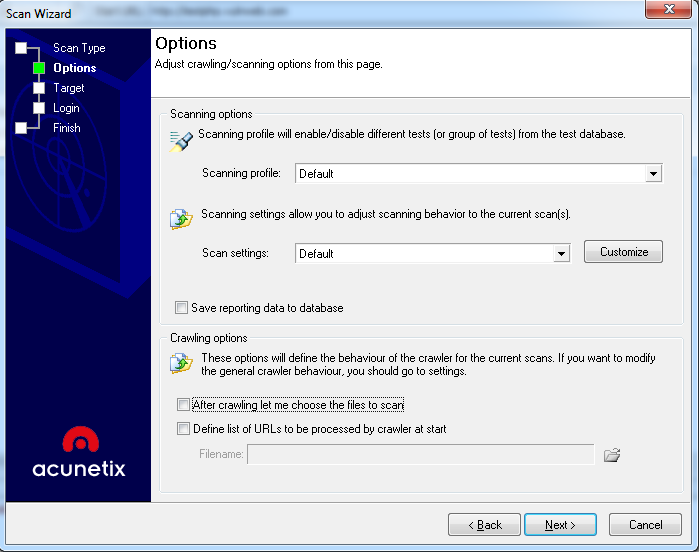 Scan Wizard
Scan Type
Options
Target
Login
Finish
Options
Adjust crawling/scanning options from this page.
Scanning options
Scanning profile will enable/disable different tests (or group of tests) from the test database.
Scanning profile: Default
Scanning settings allow you to adjust scanning behavior to the current scan(s).
Scan settings: Default Customize
Save reporting data to database
Crawling options
These options will define the behaviour of the crawler for the current scans. If you want to modify
the general crawler behaviour, you should go to settings.
After crawling let me choose the files to scan
Define list of URLs to be processed by crawler at start
Filename:
acunetix
< Back Next > Cancel